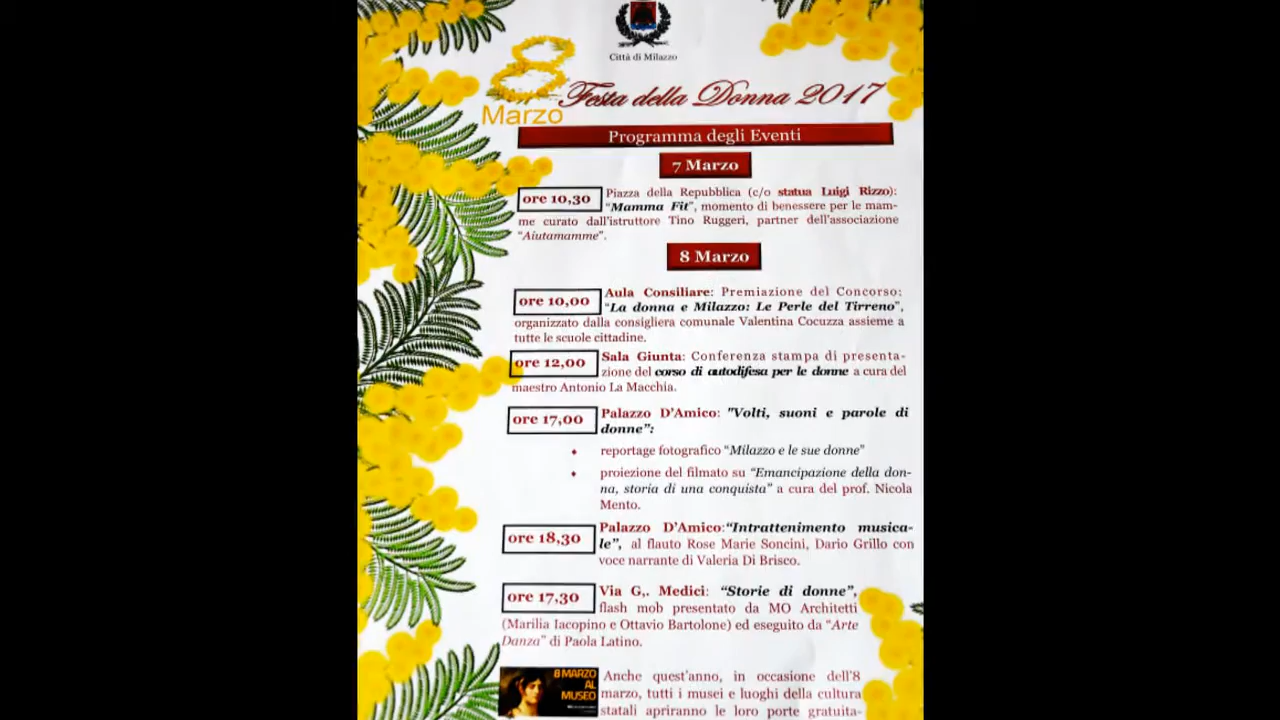 Città di Milazzo
8
Marzo
Festa della Donna 2017
Programma degli Eventi
7 Marzo
ore 10,30
Piazza della Repubblica (c/o statua Luigi Rizzo):
"Mamma Fit", momento di benessere per le mam-
me curato dall'istruttore Tino Ruggeri, partner dell'associazione
"Aiutamamme".
8 Marzo
ore 10,00
Aula Consiliare: Premiazione del Concorso:
"La donna e Milazzo: Le Perle del Tirreno",
organizzato dalla consigliera comunale Valentina Cocuzza assieme a
tutte le scuole cittadine.
ore 12,00
Sala Giunta: Conferenza stampa di presenta-
zione del corso di autodifesa per le donne a cura del
maestro Antonio La Macchia.
ore 17,00
Palazzo D'Amico: "Volti, suoni e parole di
donne":
• reportage fotografico "Milazzo e le sue donne"
• proiezione del filmato su "Emancipazione della don-
na, storia di una conquista" a cura del prof. Nicola
Mento.
ore 18,30
Palazzo D'Amico:"Intrattenimento musica-
le", al flauto Rose Marie Soncini, Dario Grillo con
voce narrante di Valeria Di Brisco.
ore 17,30
Via G,. Medici: "Storie di donne",
flash mob presentato da MO Architetti
(Marilia Iacopino e Ottavio Bartolone) ed eseguito da "Arte
Danza" di Paola Latino.
8 MARZO
AL
MUSEO
Anche quest'anno, in occasione dell'8
marzo, tutti i musei e luoghi della cultura
statali apriranno le loro porte gratuita-